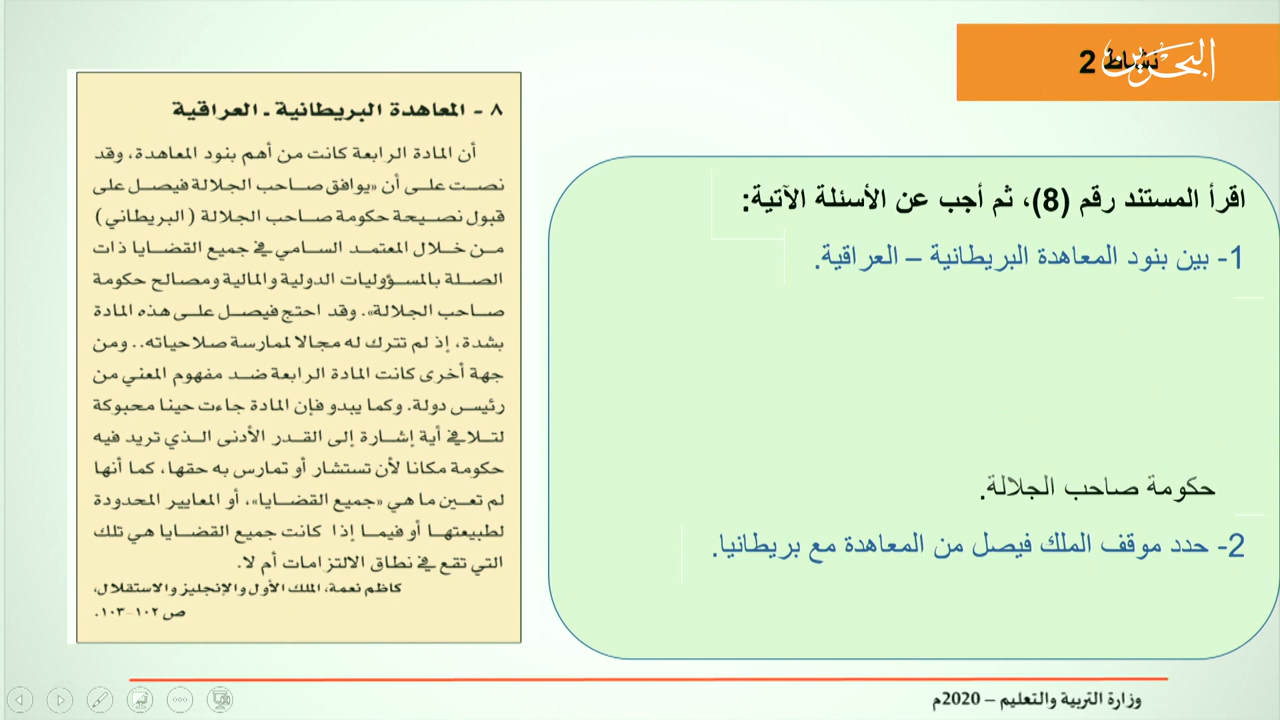 نشاط 2
البحرين
اقرأ المستند رقم (8)، ثم أجب عن الأسئلة الآتية:
1- بين بنود المعاهدة البريطانية – العراقية.
حكومة صاحب الجلالة.
2- حدد موقف الملك فيصل من المعاهدة مع بريطانيا.
٨ - المعاهدة البريطانية ـ العراقية
أن المادة الرابعة كانت من أهم بنود المعاهدة، وقد
نصت على أن «يوافق صاحب الجلالة فيصل على
قبول نصيحة حكومة صاحب الجلالة (البريطاني)
من خلال المعتمد السامي في جميع القضايا ذات
الصلة بالمسؤوليات الدولية والمالية ومصالح حكومة
صاحب الجلالة». وقد احتج فيصل على هذه المادة
بشدة، إذ لم تترك له مجالا لممارسة صلاحياته.. ومن
جهة أخرى كانت المادة الرابعة ضد مفهوم المعني من
رئيس دولة. وكما يبدو فإن المادة جاءت حينا محبوكة
لتلافي أية إشارة إلى القدر الأدنى الذي تريد فيه
حكومة مكانا لأن تستشار أو تمارس به حقها، كما أنها
لم تعين ما هي «جميع القضايا»، أو المعايير المحدودة
لطبيعتها أو فيما إذا كانت جميع القضايا هي تلك
التي تقع في نطاق الالتزامات أم لا.
كاظم نعمة، الملك الأول والإنجليز والاستقلال،
ص ١٠٢-١٠٣.
وزارة التربية والتعليم – 2020م